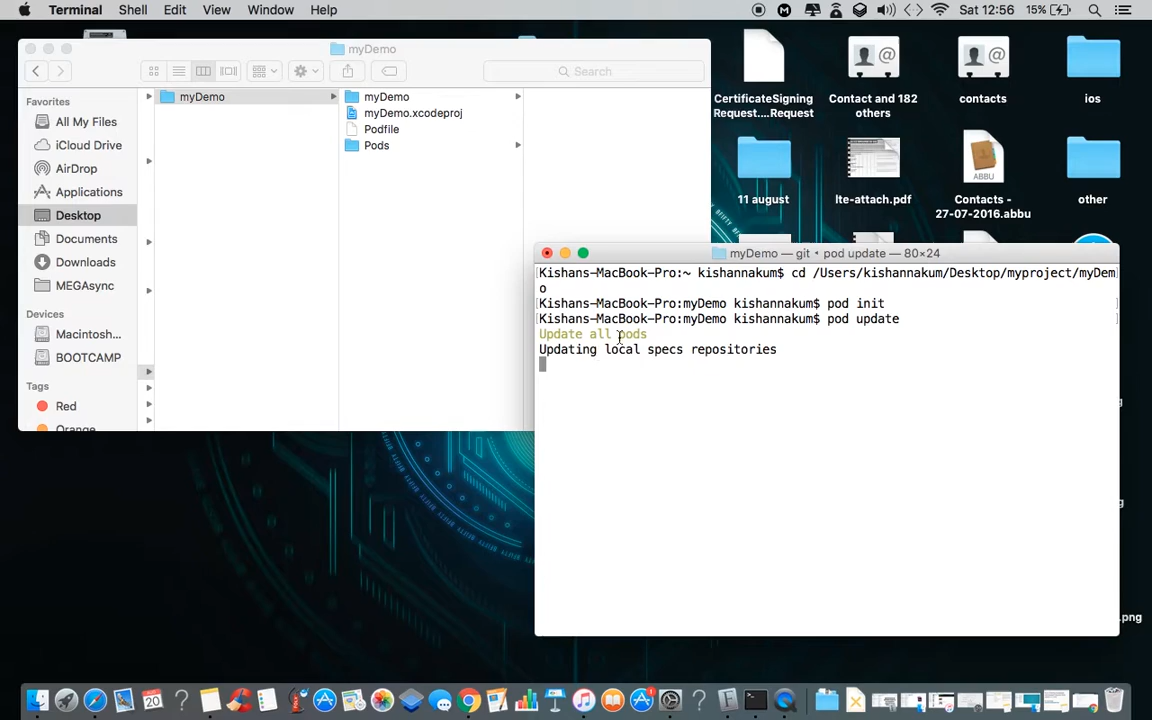 Terminal Shell Edit View Window Help
Sat 12:56 15%
myDemo
Search
Favorites
All My Files
iCloud Drive
AirDrop
Applications
Desktop
Documents
Downloads
MEGAsync
Devices
Macintosh...
BOOTCAMP
Tags
Red
Orange
myDemo
myDemo
myDemo.xcodeproj
Podfile
Pods
CertificateSigning
Request....Request
Contact and 182
others
contacts
ios
11 august
lte-attach.pdf
ABBU
Contacts -
27-07-2016.abbu
other
myDemo — git • pod update — 80×24
Kishans-MacBook-Pro:~ kishannakum$ cd /Users/kishannakum/Desktop/myproject/myDem
o
Kishans-MacBook-Pro:myDemo kishannakum$ pod init
Kishans-MacBook-Pro:myDemo kishannakum$ pod update
Update all pods
Updating local specs repositories
.png
20